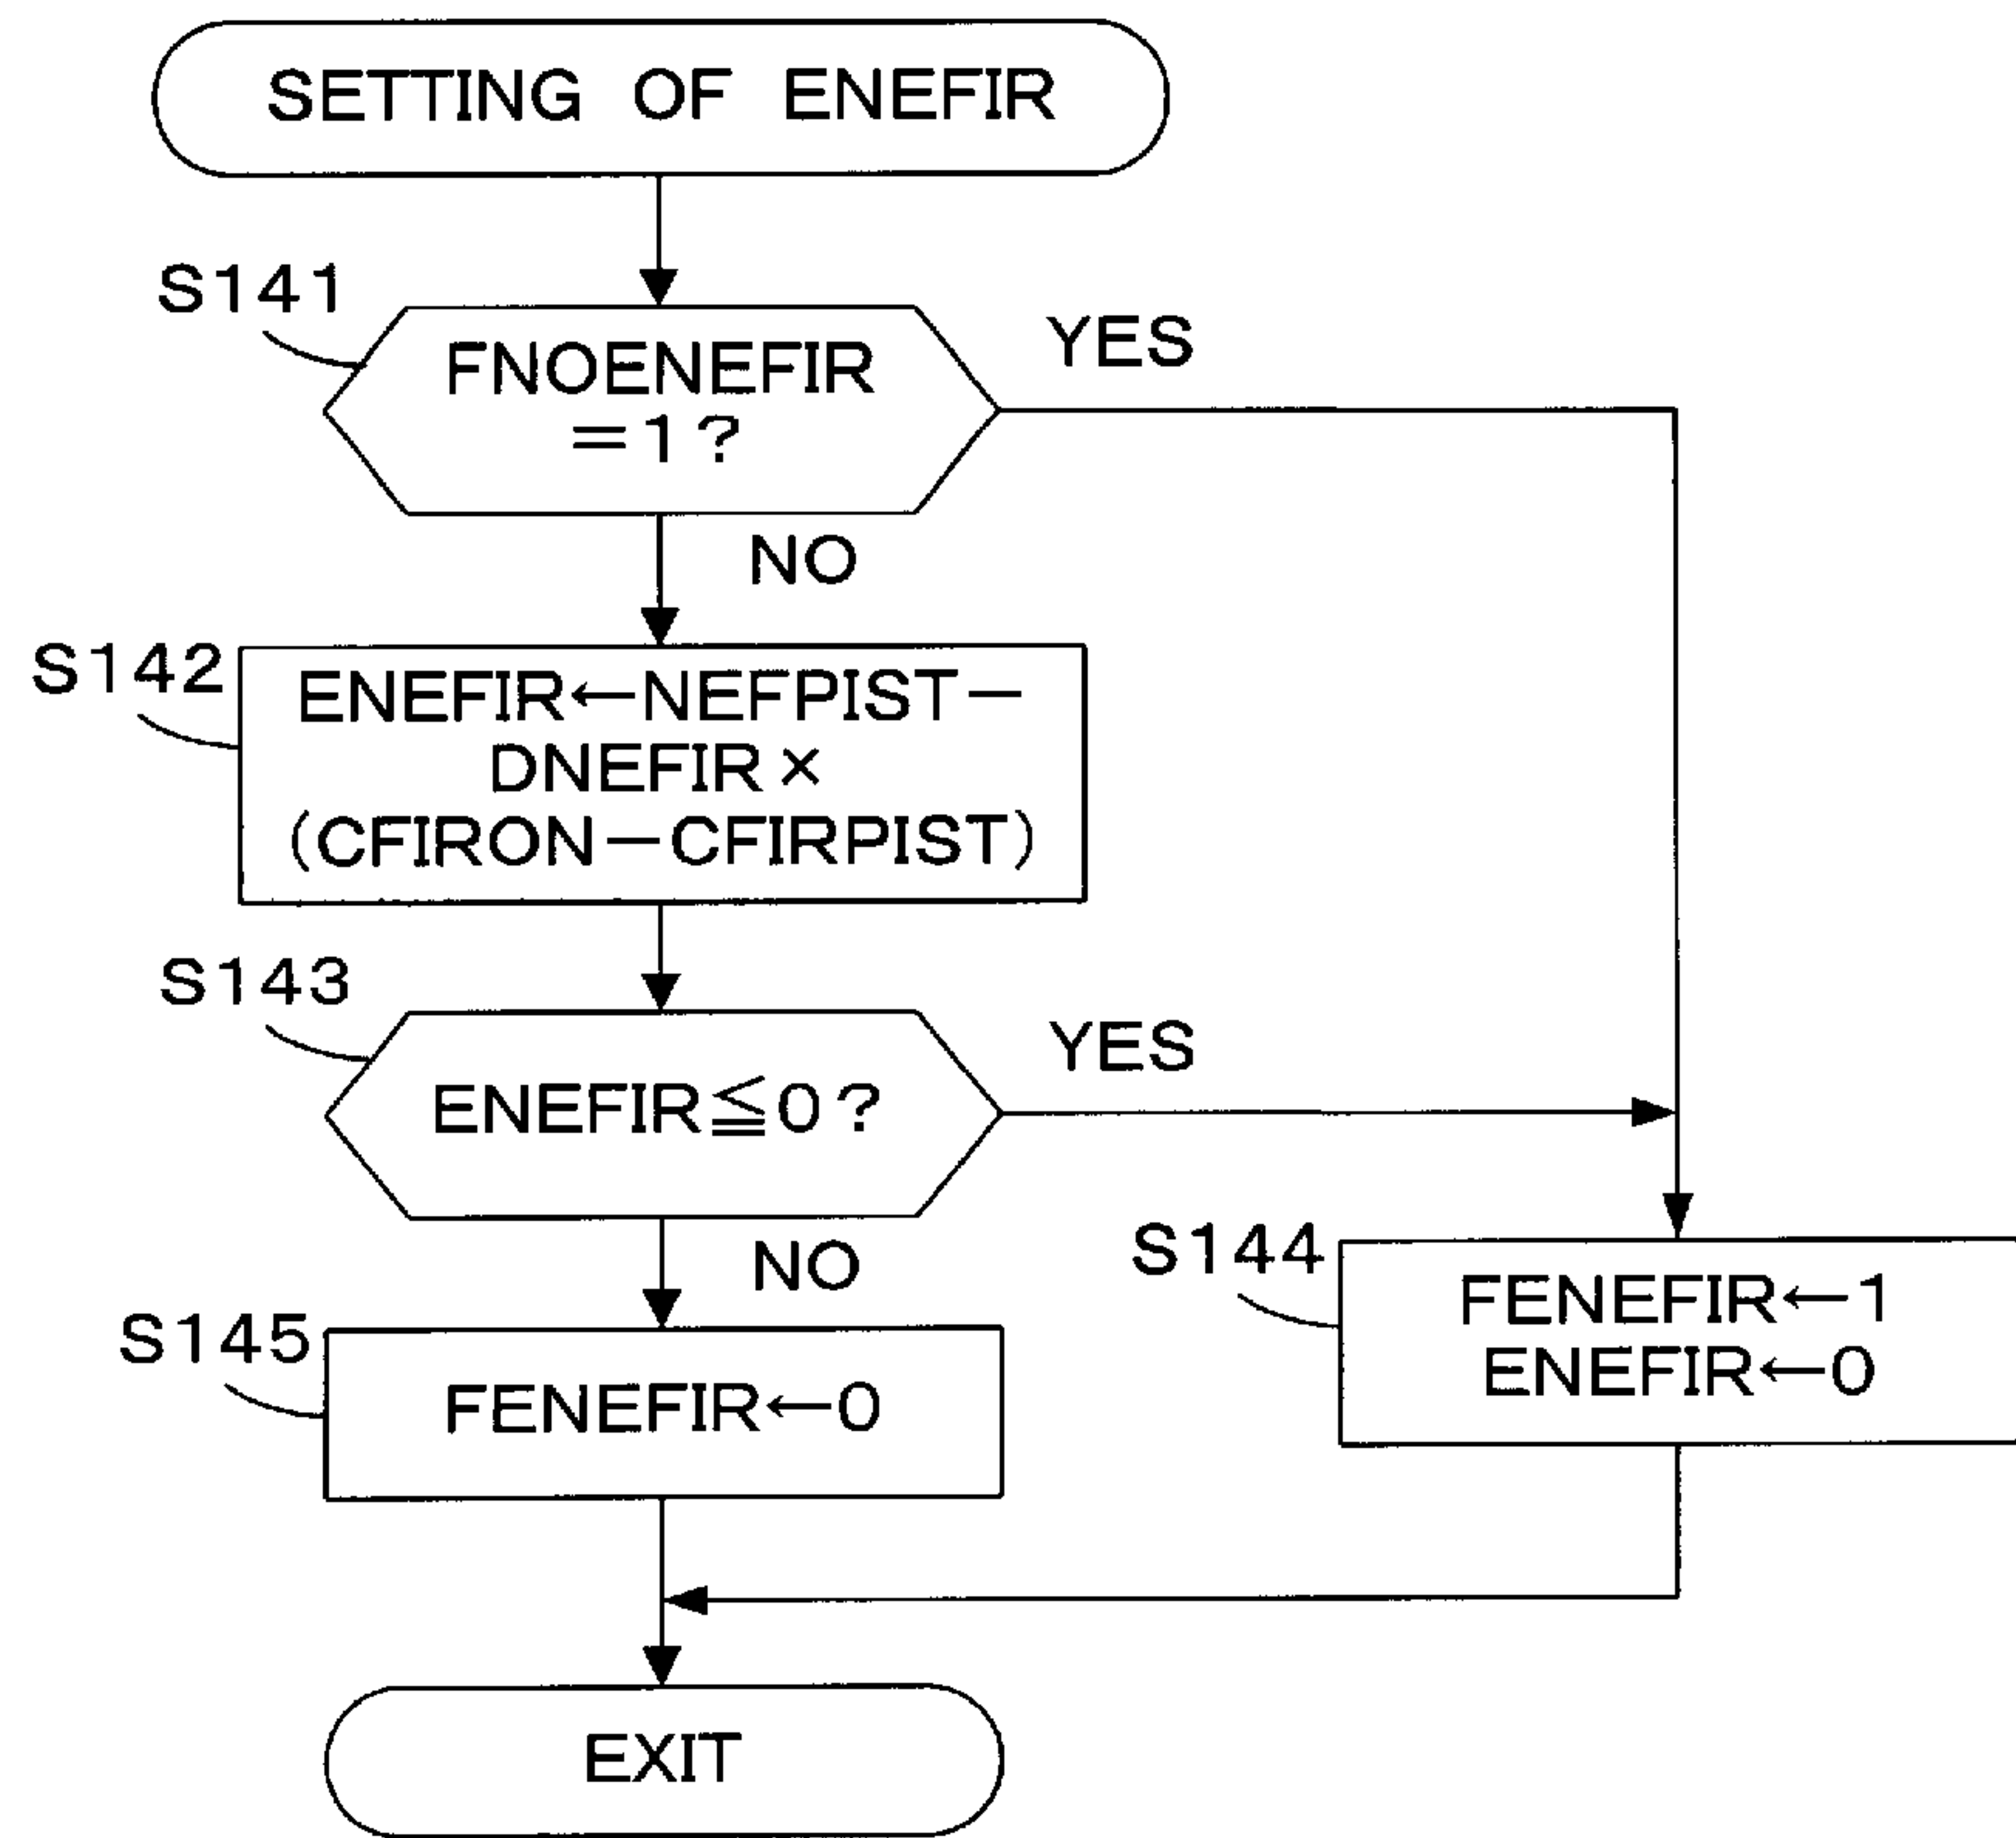 SETTING OF ENEFIR
S141
FNOENEFIR
=1?
YES
NO
S142
ENEFIR←NEFPIST−
DNEFIR×
(CFIRON−CFIRPIST)
S143
ENEFIR≦0?
YES
NO
S144
FENEFIR←1
ENEFIR←0
S145
FENEFIR←0
EXIT